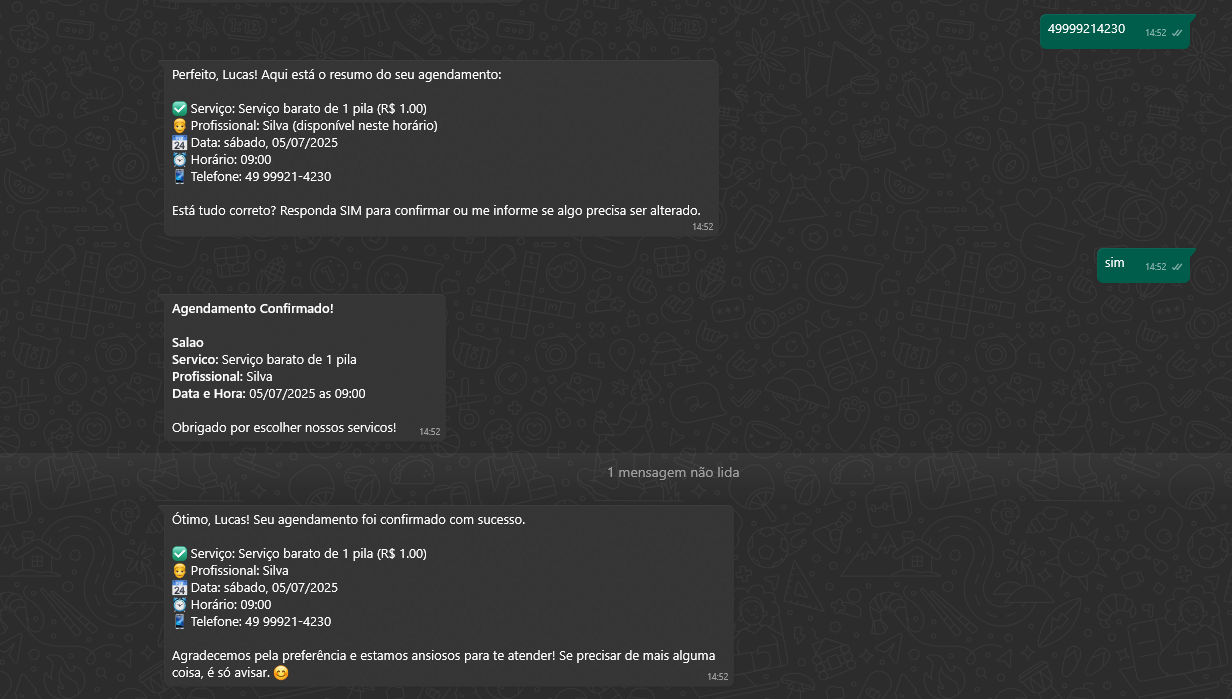 49999214230 14:52
Perfeito, Lucas! Aqui está o resumo do seu agendamento:
✅ Serviço: Serviço barato de 1 pila (R$ 1.00)
Profissional: Silva (disponível neste horário)
📅 Data: sábado, 05/07/2025
⏰ Horário: 09:00
📱 Telefone: 49 99921-4230
Está tudo correto? Responda SIM para confirmar ou me informe se algo precisa ser alterado.
14:52
sim 14:52
Agendamento Confirmado!
Salao
Servico: Serviço barato de 1 pila
Profissional: Silva
Data e Hora: 05/07/2025 as 09:00
Obrigado por escolher nossos servicos! 14:52
1 mensagem não lida
Ótimo, Lucas! Seu agendamento foi confirmado com sucesso.
✅ Serviço: Serviço barato de 1 pila (R$ 1.00)
Profissional: Silva
📅 Data: sábado, 05/07/2025
⏰ Horário: 09:00
📱 Telefone: 49 99921-4230
Agradecemos pela preferência e estamos ansiosos para te atender! Se precisar de mais alguma
coisa, é só avisar. 😊
14:52